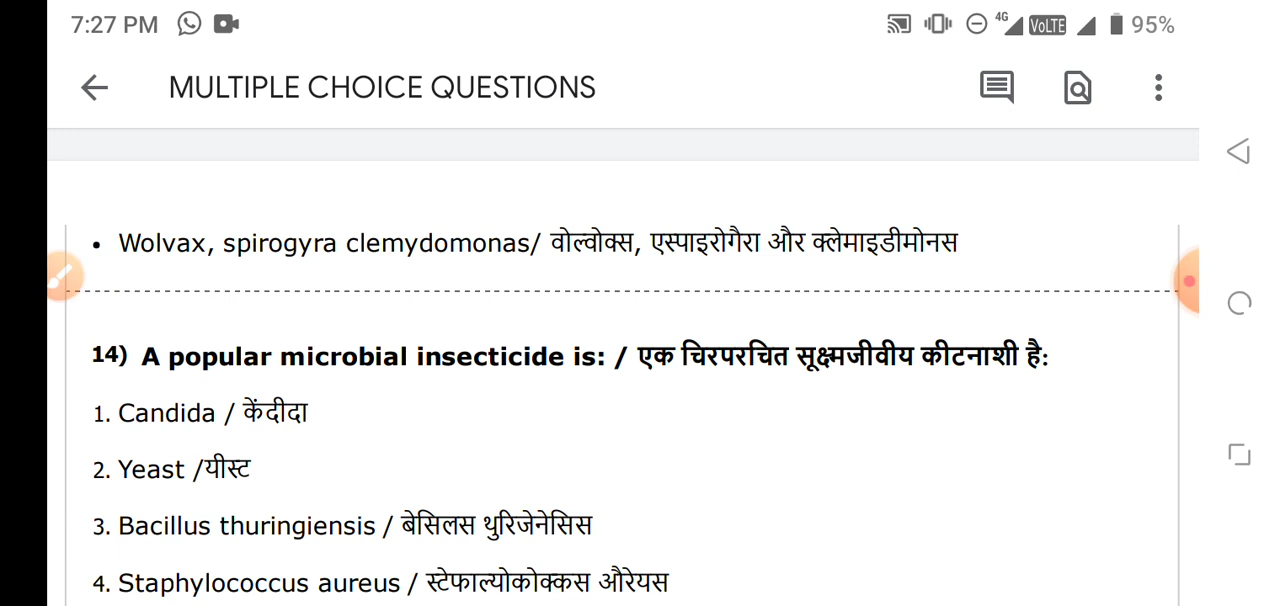 7:27 PM 4G VoLTE 95%
MULTIPLE CHOICE QUESTIONS
• Wolvax, spirogyra clemydomonas/ वोल्वोक्स, एस्पाइरोगैरा और क्लेमाइडीमोनस
14) A popular microbial insecticide is: / एक चिरपरचित सूक्ष्मजीवीय कीटनाशी है:
1. Candida / केंदीदा
2. Yeast /यीस्ट
3. Bacillus thuringiensis / बेसिलस थुरिजेनेसिस
4. Staphylococcus aureus / स्टेफाल्योकोक्कस औरेयस